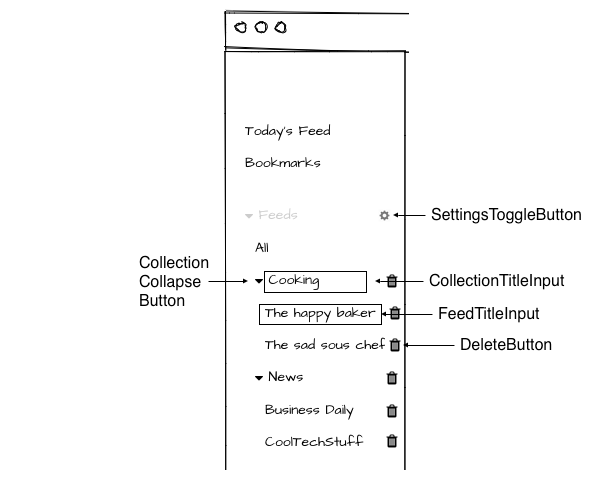 Today's Feed
Bookmarks
Feeds
SettingsToggleButton
All
Collection
Collapse
Button
Cooking
CollectionTitleInput
The happy baker
FeedTitleInput
The sad sous chef
DeleteButton
News
Business Daily
CoolTechStuff